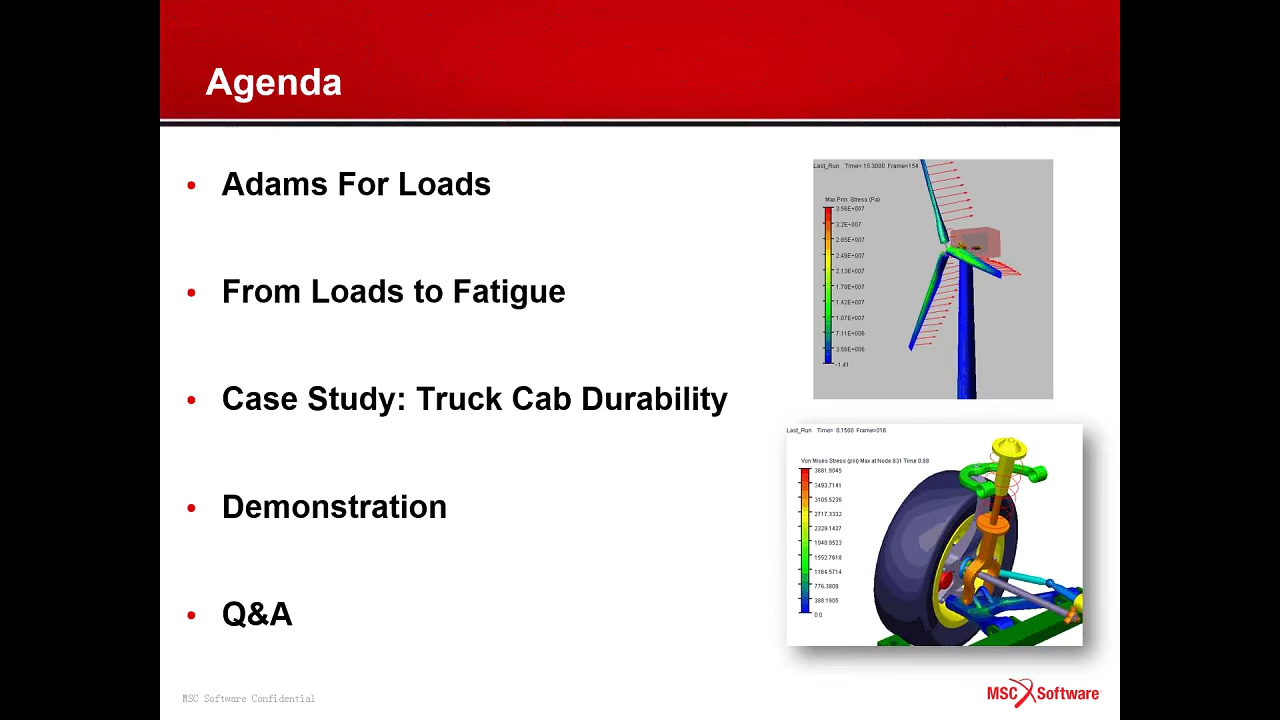 Agenda
• Adams For Loads
• From Loads to Fatigue
• Case Study: Truck Cab Durability
• Demonstration
• Q&A
Last_Run Time= 15.3000 Frame=154
Max Prin. Stress (Pa)
3.56E+007
3.2E+007
2.85E+007
2.49E+007
2.13E+007
1.78E+007
1.42E+007
1.07E+007
7.11E+006
3.56E+006
-1.41
Last_Run Time= 0.1500 Frame=016
Von Mises Stress (psi) Max at Node 831 Time 0.88
3881.9045
3493.7141
3105.5236
2717.3332
2329.1427
1940.9523
1552.7618
1164.5714
776.3809
388.1905
0.0
MSC Software Confidential
MSC Software